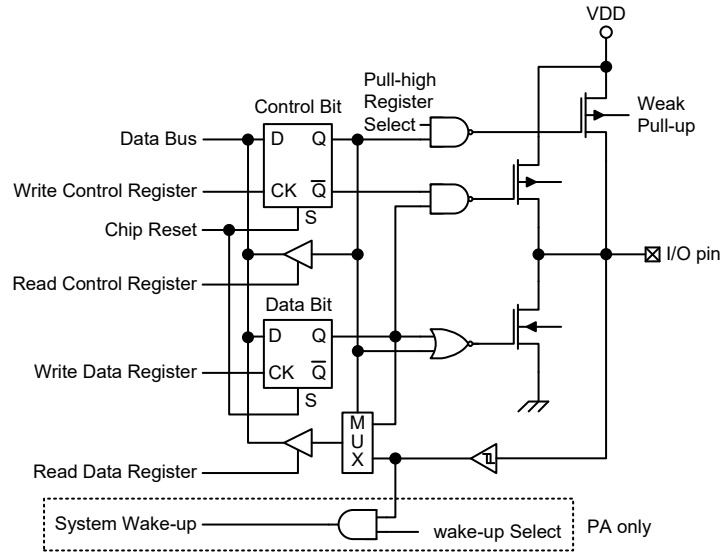 VDD
Pull-high
Register
Select
Control Bit
Weak
Pull-up
Data Bus
D
Q
Write Control Register
CK
Q
S
Chip Reset
I/O pin
Read Control Register
Data Bit
D
Q
Write Data Register
CK
Q
S
M
U
X
Read Data Register
System Wake-up
wake-up Select
PA only